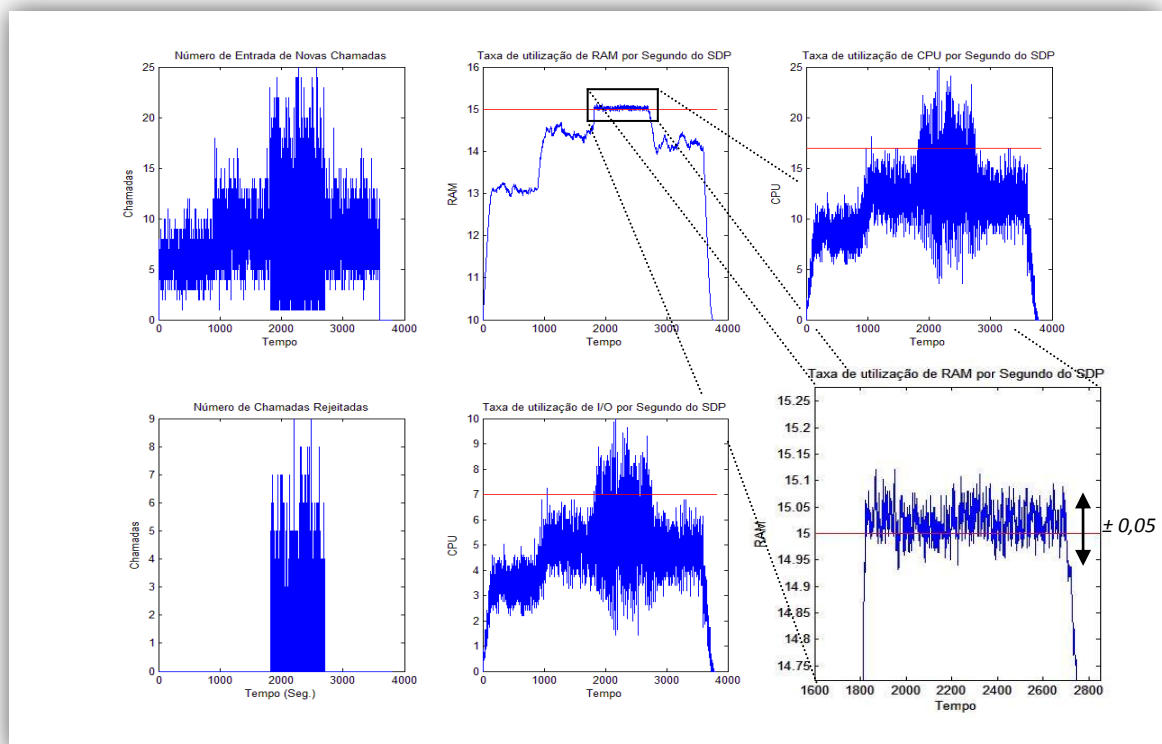 Número de Entrada de Novas Chamadas
25
20
15
10
5
0
Chamadas
0 1000 2000 3000 4000
Tempo
Taxa de utilização de RAM por Segundo do SDP
16
15
14
13
12
11
10
RAM
0 1000 2000 3000 4000
Tempo
Taxa de utilização de CPU por Segundo do SDP
25
20
15
10
5
0
CPU
0 1000 2000 3000 4000
Tempo
Número de Chamadas Rejeitadas
9
8
7
6
5
4
3
2
1
0
Chamadas
0 1000 2000 3000 4000
Tempo (Seg.)
Taxa de utilização de I/O por Segundo do SDP
10
9
8
7
6
5
4
3
2
1
0
CPU
0 1000 2000 3000 4000
Tempo
Taxa de utilização de RAM por Segundo do SDP
15.25
15.2
15.15
15.1
15.05
15
14.95
14.9
14.85
14.8
14.75
RAM
± 0,05
1600 1800 2000 2200 2400 2600 2800
Tempo